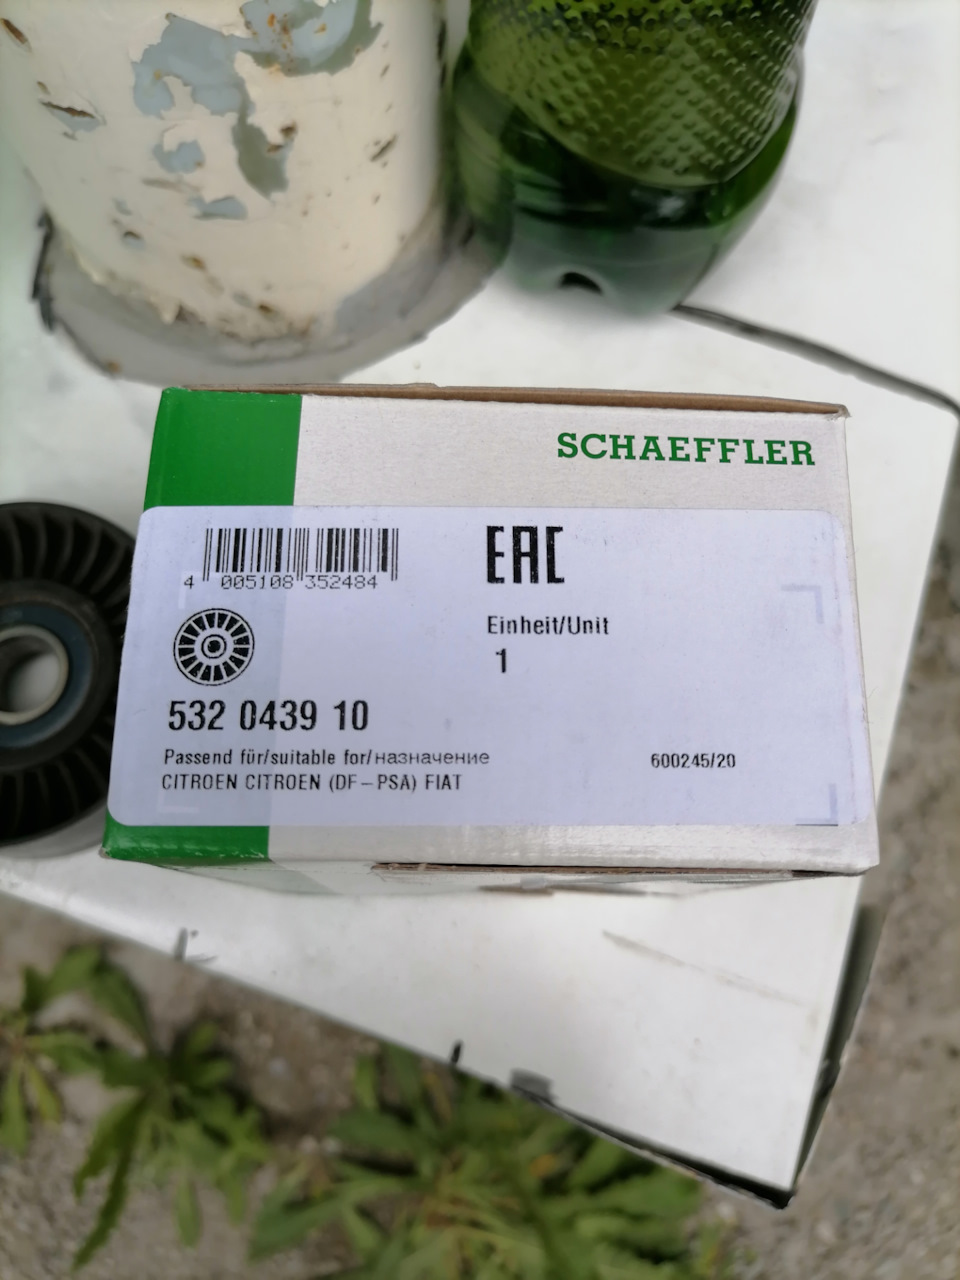 SCHAEFFLER
EAC
4 005108 352484
Einheit/Unit
1
532 0439 10
Passend für/suitable for/назначение
600245/20
CITROEN CITROEN (DF-PSA) FIAT